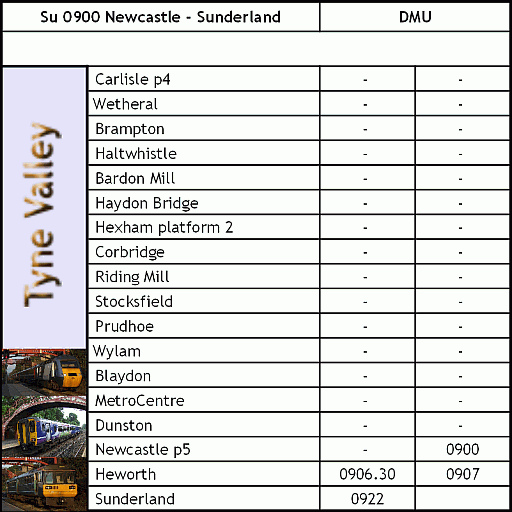 Su 0900 Newcastle - Sunderland DMU
Tyne Valley
Carlisle p4 - -
Wetheral - -
Brampton - -
Haltwhistle - -
Bardon Mill - -
Haydon Bridge - -
Hexham platform 2 - -
Corbridge - -
Riding Mill - -
Stocksfield - -
Prudhoe - -
Wylam - -
Blaydon - -
MetroCentre - -
Dunston - -
Newcastle p5 - 0900
Heworth 0906.30 0907
Sunderland 0922